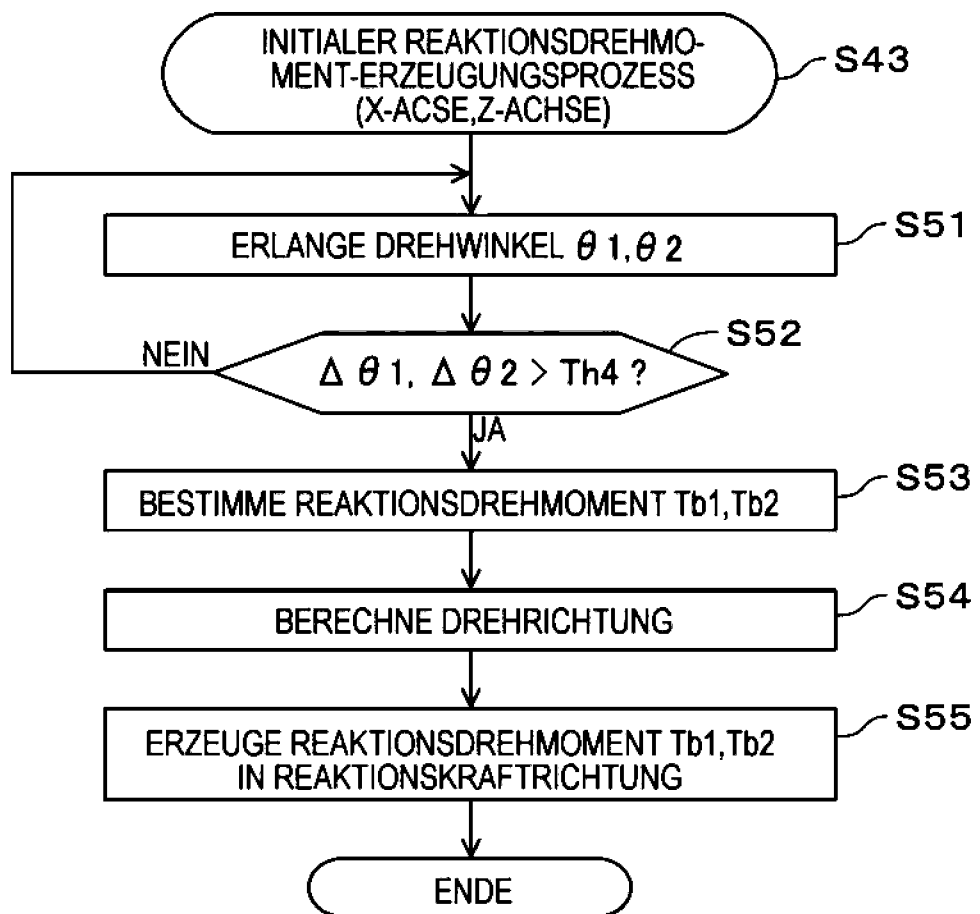 INITIALER REAKTIONSDREHMO-
MENT-ERZEUGUNGSPROZESS
(X-ACSE,Z-ACHSE)
S43
S51
ERLANGE DREHWINKEL θ1,θ2
S52
NEIN
Δθ1, Δθ2 > Th4 ?
JA
S53
BESTIMME REAKTIONSDREHMOMENT Tb1,Tb2
S54
BERECHNE DREHRICHTUNG
S55
ERZEUGE REAKTIONSDREHMOMENT Tb1,Tb2
IN REAKTIONSKRAFTRICHTUNG
ENDE